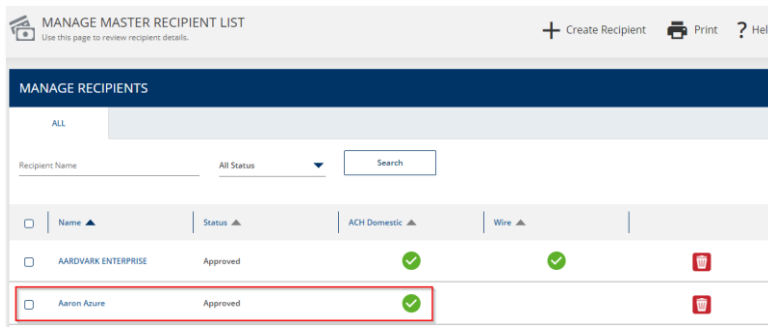 MANAGE MASTER RECIPIENT LIST
Use this page to review recipient details.
Create Recipient Print ? Hel
MANAGE RECIPIENTS
ALL
Recipient Name All Status Search
Name Status ACH Domestic Wire
AARDVARK ENTERPRISE Approved
Aaron Azure Approved